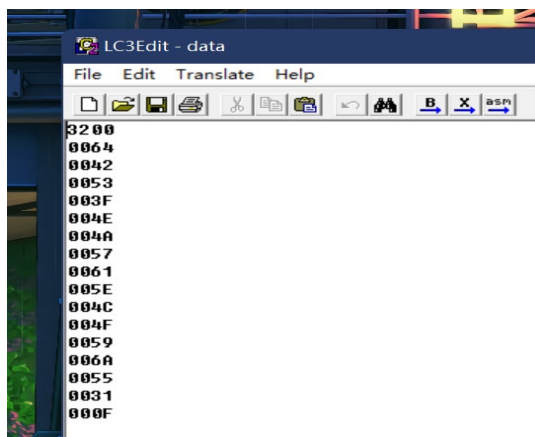 LC3Edit - data
File Edit Translate Help
B X asm
3200
0064
0042
0053
003F
004E
004A
0057
0061
005E
004C
004F
0059
006A
0055
0031
000F